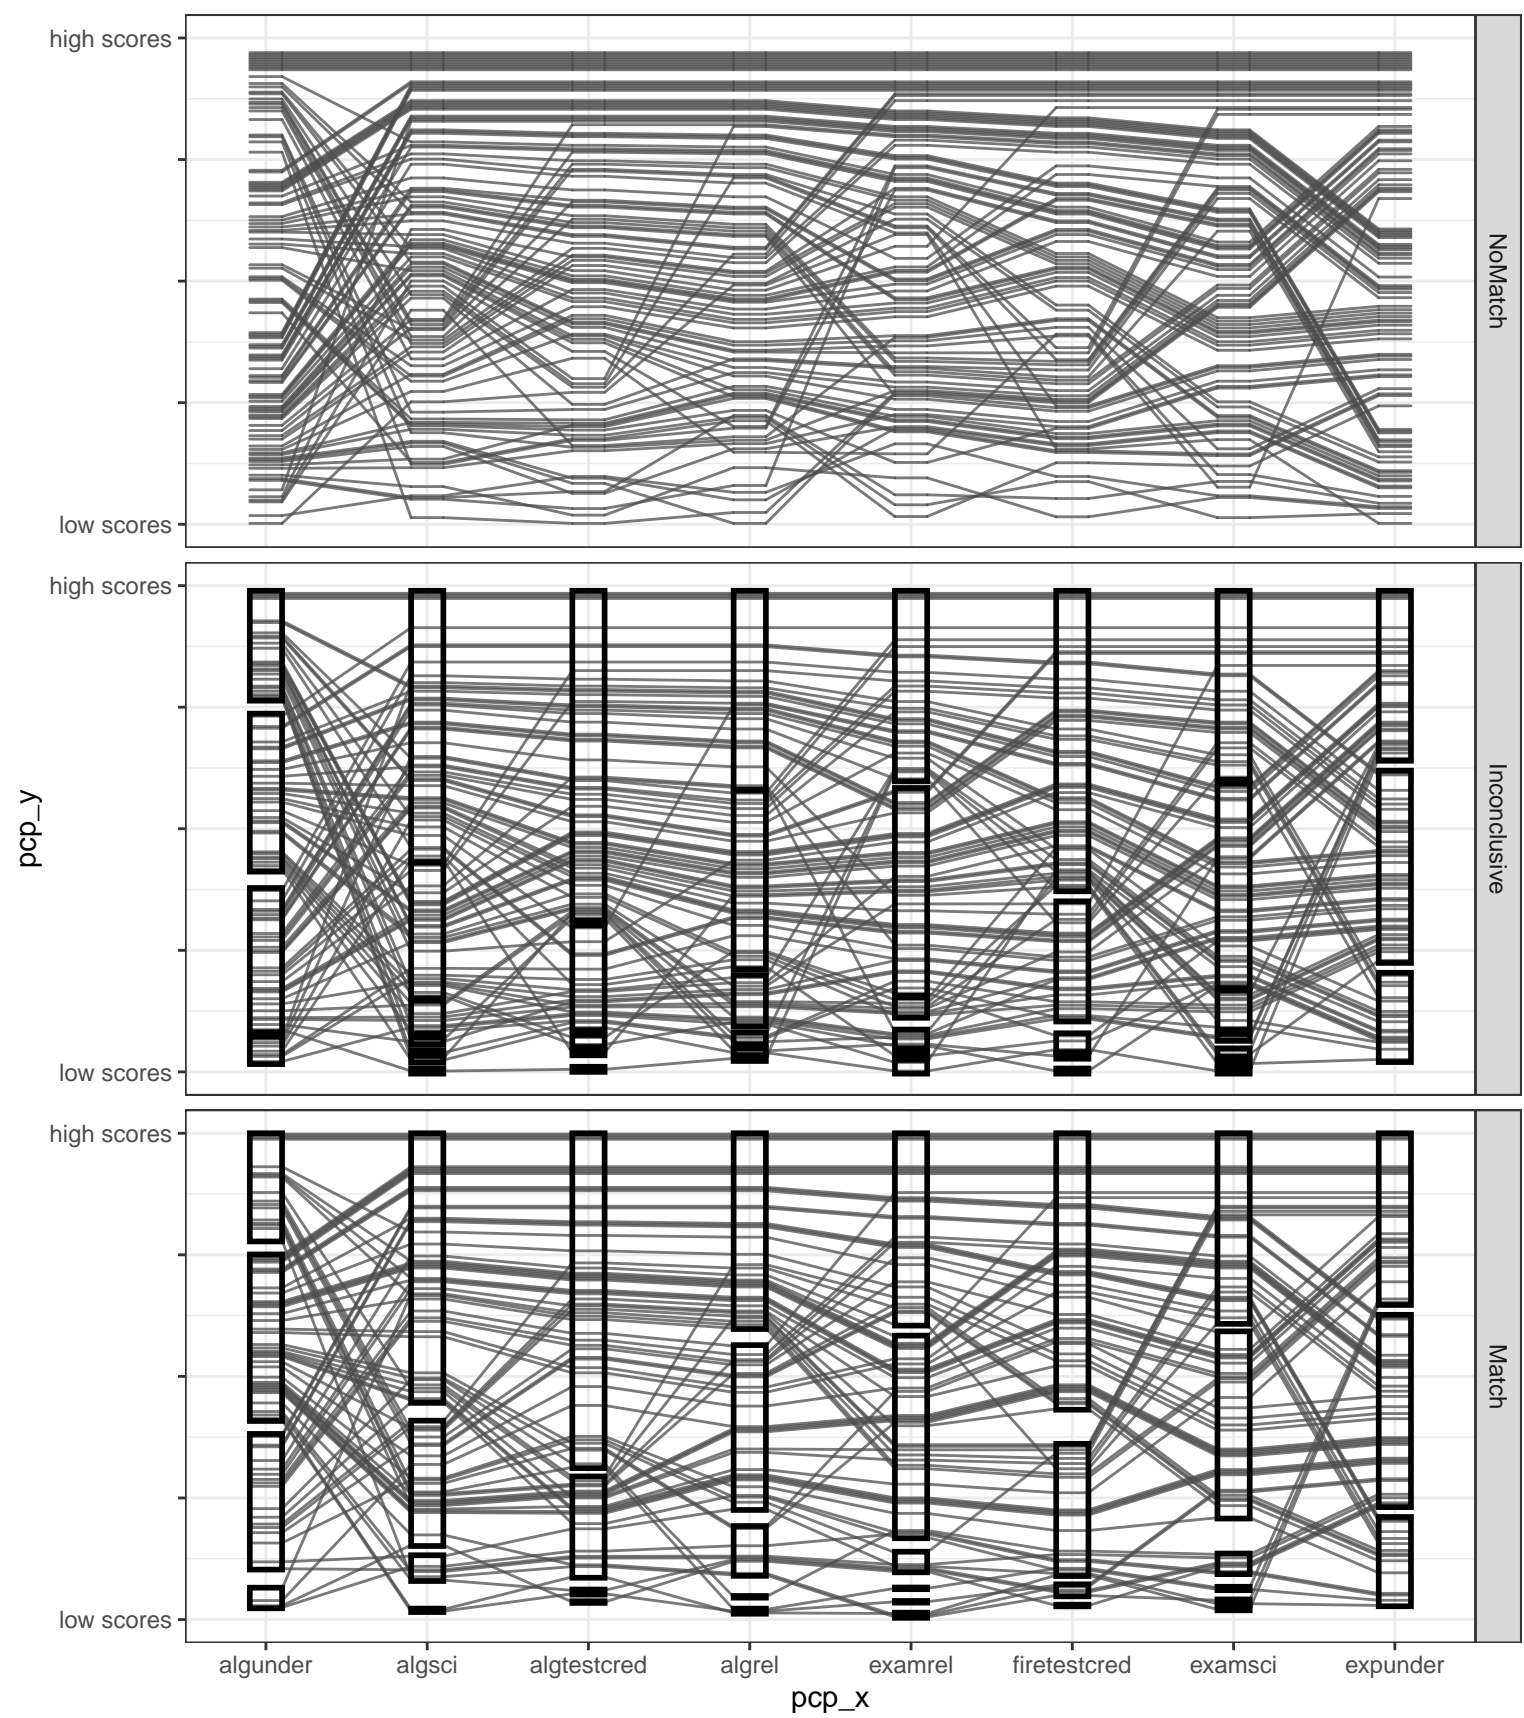 high scores
low scores
NoMatch
high scores
low scores
Inconclusive
pcp_y
high scores
low scores
Match
algunder algsci algtestcred algrel examrel firetestcred examsci expunder
pcp_x